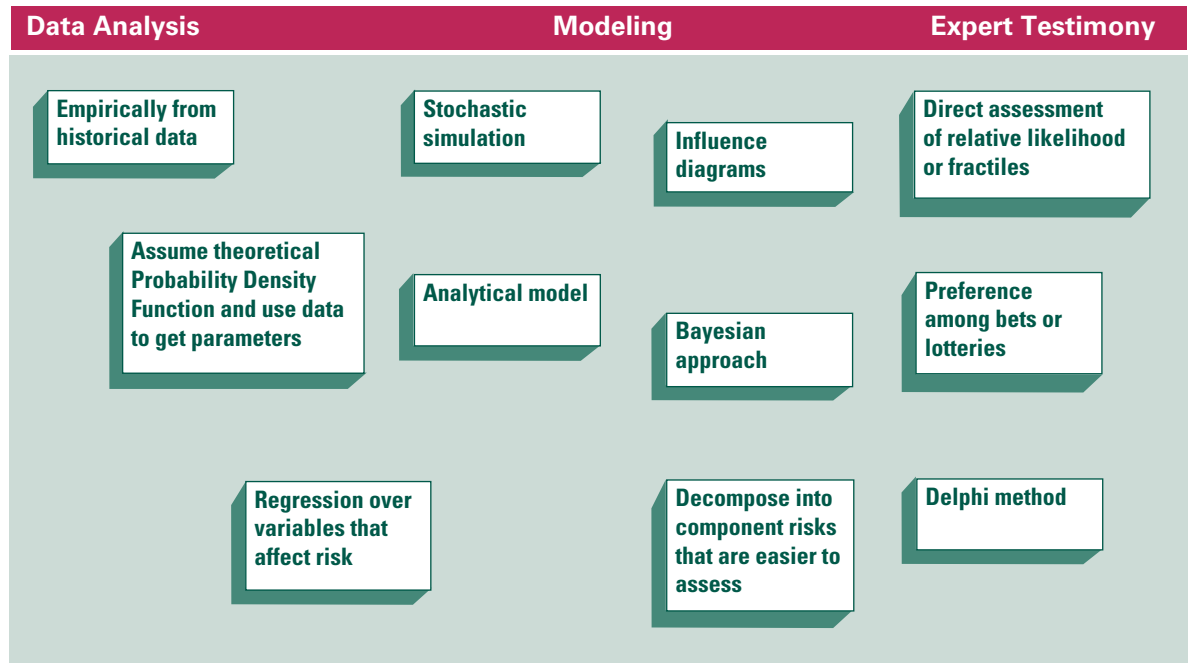 Data Analysis Modeling Expert Testimony
Empirically from
historical data
Stochastic
simulation
Influence
diagrams
Direct assessment
of relative likelihood
or fractiles
Assume theoretical
Probability Density
Function and use data
to get parameters
Analytical model
Bayesian
approach
Preference
among bets or
lotteries
Regression over
variables that
affect risk
Decompose into
component risks
that are easier to
assess
Delphi method